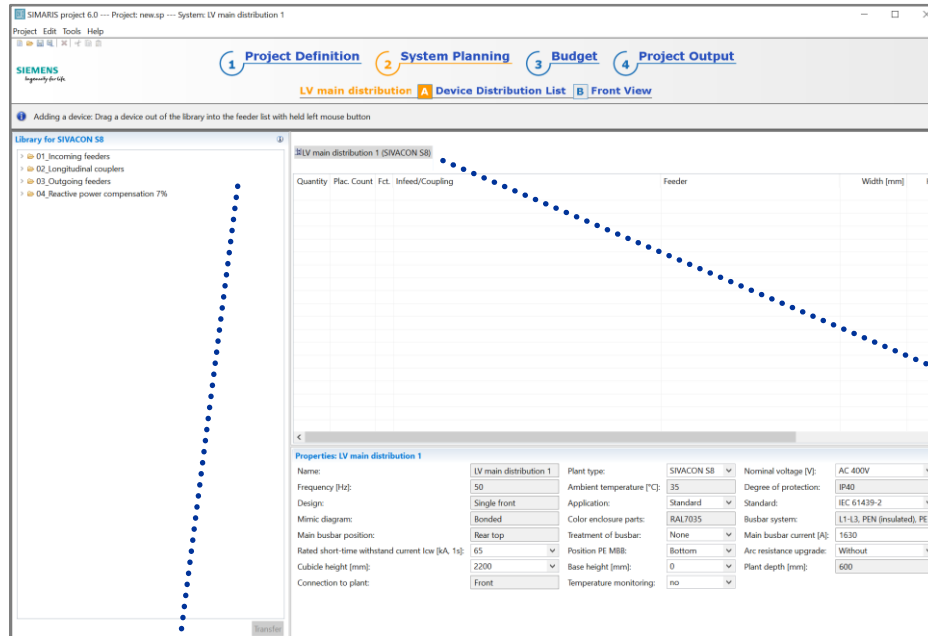 SIMARIS project 6.0 --- Project: new.sp --- System: LV main distribution 1
Project Edit Tools Help
SIEMENS
Ingenuity for life
1 Project Definition 2 System Planning 3 Budget 4 Project Output
LV main distribution A Device Distribution List B Front View
Adding a device: Drag a device out of the library into the feeder list with held left mouse button
Library for SIVACON S8
01_Incoming feeders
02_Longitudinal couplers
03_Outgoing feeders
04_Reactive power compensation 7%
Transfer
LV main distribution 1 (SIVACON S8)
Quantity Plac. Count Fct. Infeed/Coupling Feeder Width [mm]
Properties: LV main distribution 1
Name: LV main distribution 1 Plant type: SIVACON S8 Nominal voltage [V]: AC 400V
Frequency [Hz]: 50 Ambient temperature [°C]: 35 Degree of protection: IP40
Design: Single front Application: Standard Standard: IEC 61439-2
Mimic diagram: Bonded Color enclosure parts: RAL7035 Busbar system: L1-L3, PEN (insulated), PE
Main busbar position: Rear top Treatment of busbar: None Main busbar current [A]: 1630
Rated short-time withstand current Icw [kA, 1s]: 65 Position PE MBB: Bottom Arc resistance upgrade: Without
Cubicle height [mm]: 2200 Base height [mm]: 0 Plant depth [mm]: 600
Connection to plant: Front Temperature monitoring: no